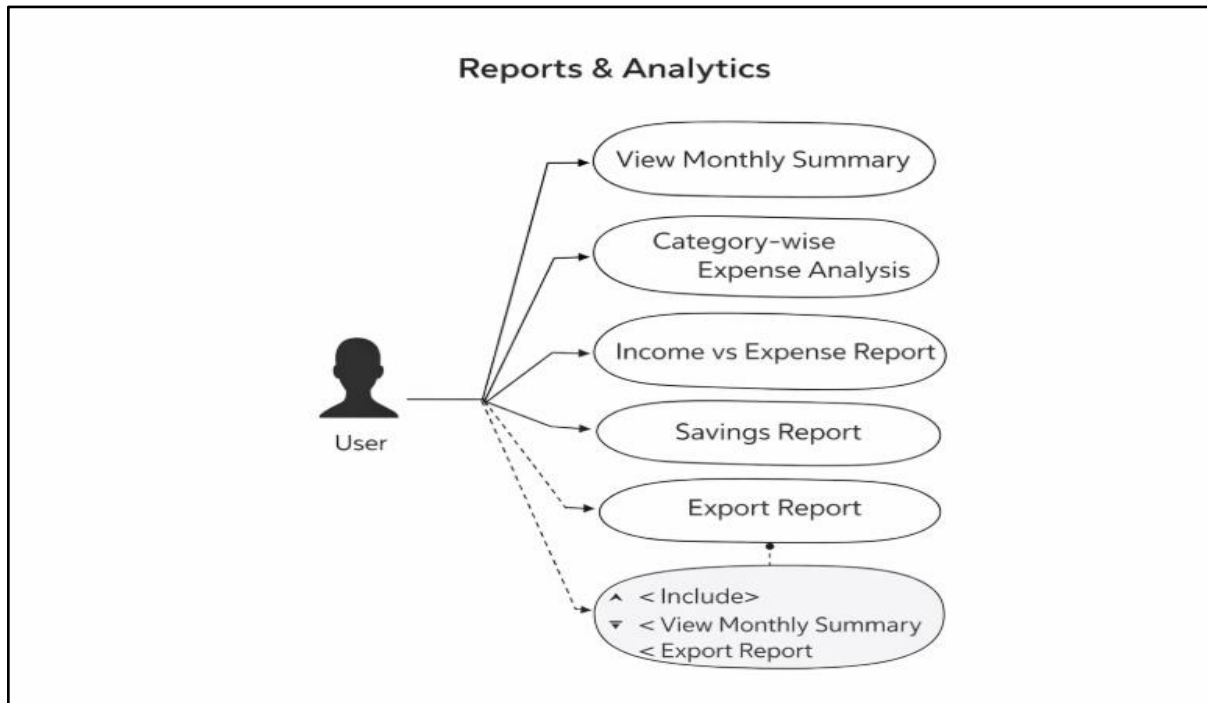 Reports & Analytics
View Monthly Summary
Category-wise
Expense Analysis
Income vs Expense Report
User
Savings Report
Export Report
< Include>
< View Monthly Summary
< Export Report